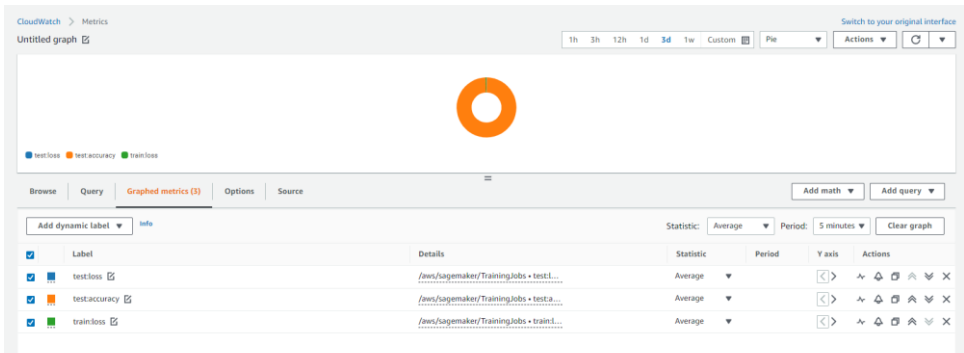 CloudWatch > Metrics
Switch to your original interface
Untitled graph
1h 3h 12h 1d 3d 1w Custom Pie Actions
test:loss test:accuracy train:loss
Browse Query Graphed metrics (3) Options Source Add math Add query
Add dynamic label Info Statistic: Average Period: 5 minutes Clear graph
Label Details Statistic Period Y axis Actions
test:loss /aws/sagemaker/TrainingJobs • test:l... Average
test:accuracy /aws/sagemaker/TrainingJobs • test:a... Average
train:loss /aws/sagemaker/TrainingJobs • train:l... Average